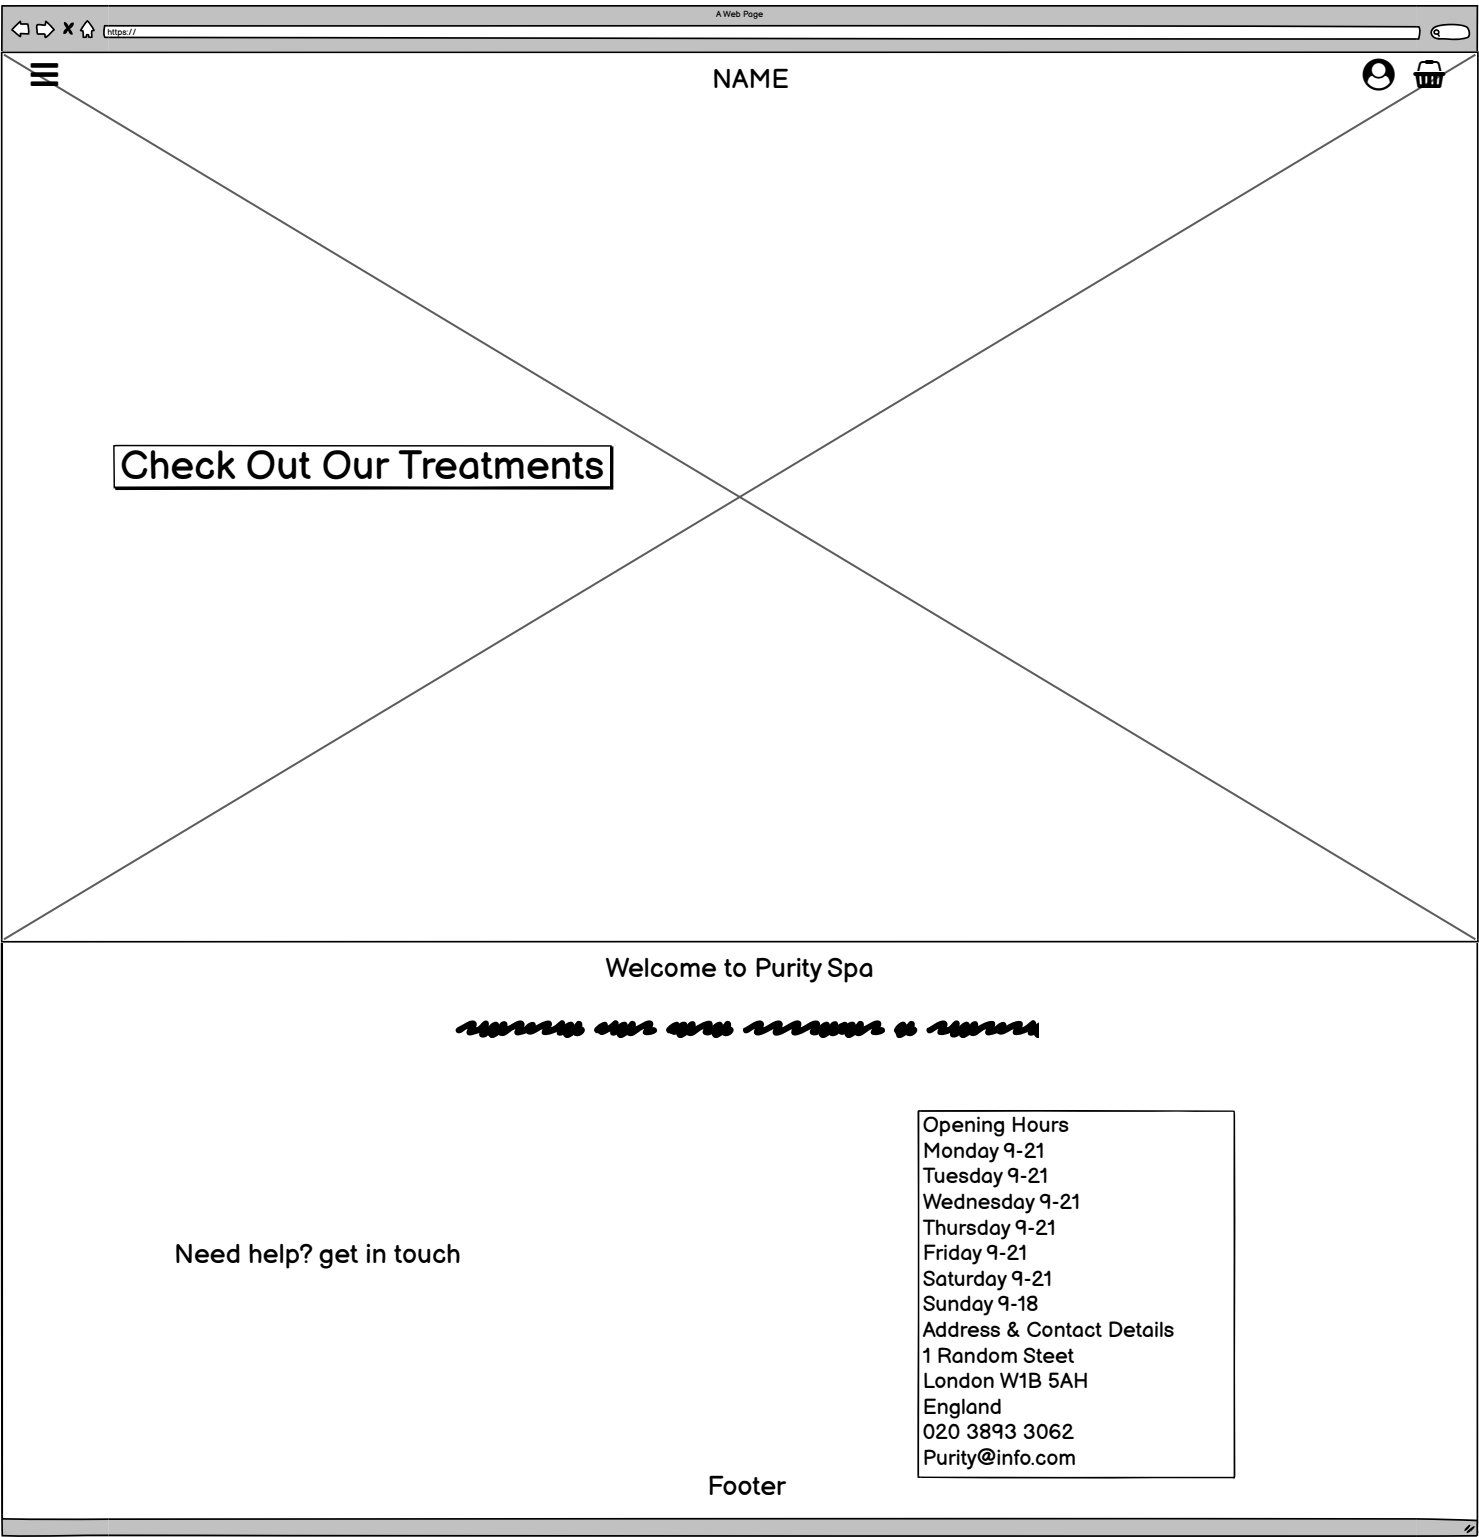 A Web Page
https://
NAME
Check Out Our Treatments
Welcome to Purity Spa
Need help? get in touch
Opening Hours
Monday 9-21
Tuesday 9-21
Wednesday 9-21
Thursday 9-21
Friday 9-21
Saturday 9-21
Sunday 9-18
Address & Contact Details
1 Random Steet
London W1B 5AH
England
020 3893 3062
Purity@info.com
Footer